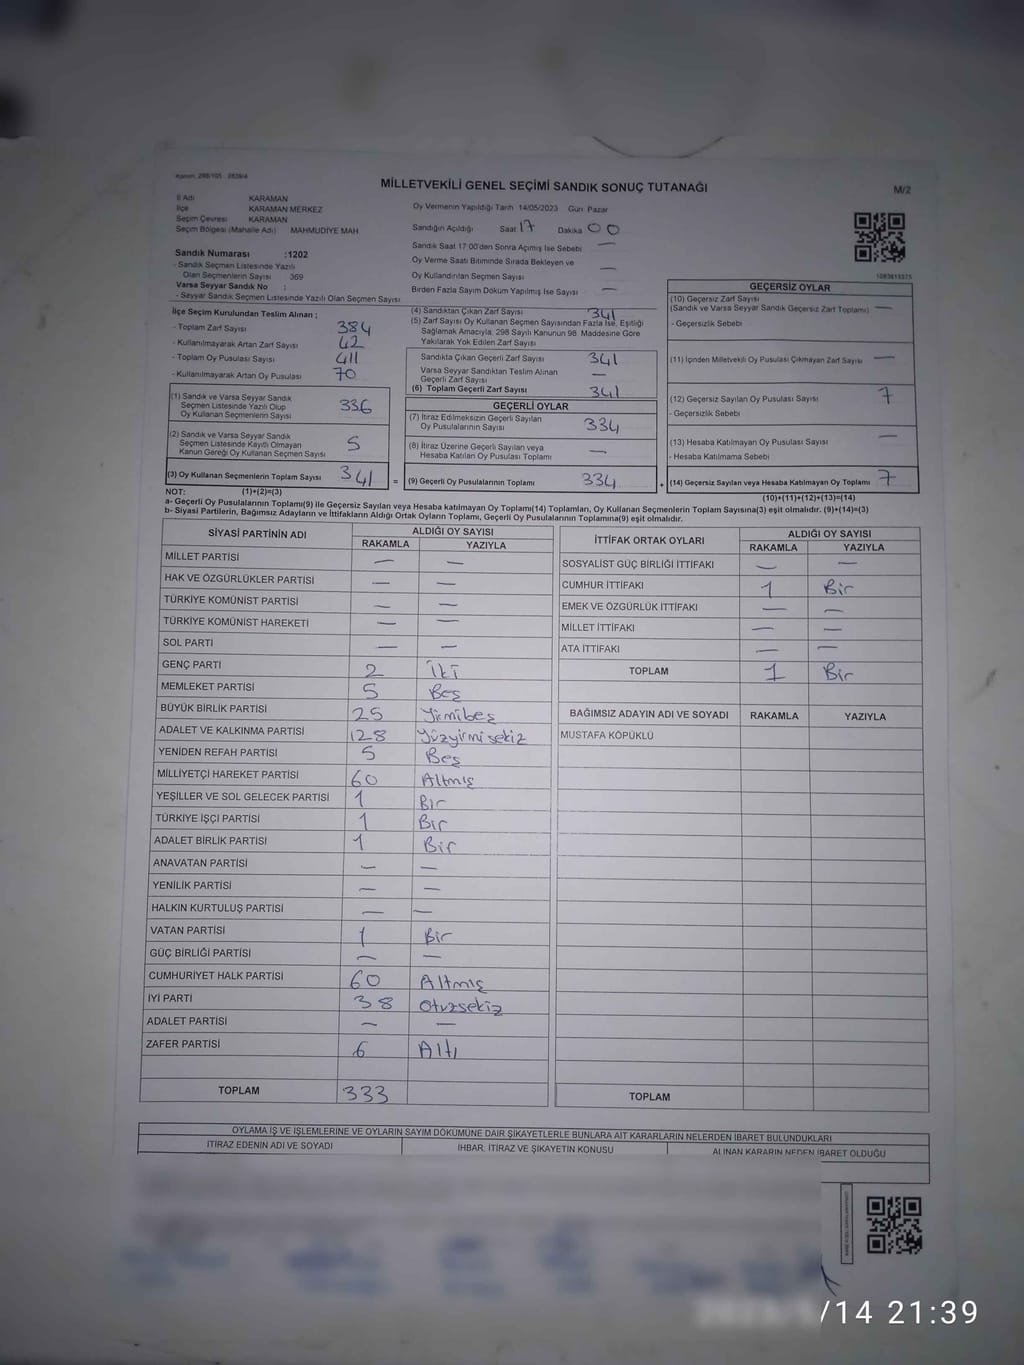 Kanun: 298/105 - 2839/4
MİLLETVEKİLİ GENEL SEÇİMİ SANDIK SONUÇ TUTANAĞI
M/2
İl Adı KARAMAN
İlçe KARAMAN MERKEZ
Seçim Çevresi KARAMAN
Seçim Bölgesi (Mahalle Adı) MAHMUDİYE MAH
Sandık Numarası :1202
- Sandık Seçmen Listesinde Yazılı
Olan Seçmenlerin Sayısı 369
Varsa Seyyar Sandık No :
- Seyyar Sandık Seçmen Listesinde Yazılı Olan Seçmen Sayısı
Oy Vermenin Yapıldığı Tarih 14/05/2023 Gün: Pazar
Sandığın Açıldığı Saat 17 Dakika 00
Sandık Saat 17:00'den Sonra Açımış İse Sebebi —
Oy Verme Saati Bitiminde Sırada Bekleyen ve
Oy Kullandırılan Seçmen Sayısı —
Birden Fazla Sayım Döküm Yapılmış İse Sayısı —
İlçe Seçim Kurulundan Teslim Alınan ;
- Toplam Zarf Sayısı 384
- Kullanılmayarak Artan Zarf Sayısı 42
- Toplam Oy Pusulası Sayısı 411
- Kullanılmayarak Artan Oy Pusulası 70
(1) Sandık ve Varsa Seyyar Sandık
Seçmen Listesinde Yazılı Olup
Oy Kullanan Seçmenlerin Sayısı 336
(2) Sandık ve Varsa Seyyar Sandık
Seçmen Listesinde Kayıtlı Olmayan
Kanun Gereği Oy Kullanan Seçmen Sayısı 5
(3) Oy Kullanan Seçmenlerin Toplam Sayısı 341 =
(1)+(2)=(3)
(4) Sandıktan Çıkan Zarf Sayısı 341
(5) Zarf Sayısı Oy Kullanan Seçmen Sayısından Fazla İse, Eşitliği
Sağlamak Amacıyla, 298 Sayılı Kanunun 98. Maddesine Göre
Yakılarak Yok Edilen Zarf Sayısı
Sandıkta Çıkan Geçerli Zarf Sayısı 341
Varsa Seyyar Sandıktan Teslim Alınan
Geçerli Zarf Sayısı —
(6) Toplam Geçerli Zarf Sayısı 341
GEÇERLİ OYLAR
(7) İtiraz Edilmeksizin Geçerli Sayılan
Oy Pusulalarının Sayısı 334
(8) İtiraz Üzerine Geçerli Sayılan veya
Hesaba Katılan Oy Pusulası Toplamı —
(9) Geçerli Oy Pusulalarının Toplamı 334 +
GEÇERSİZ OYLAR
(10) Geçersiz Zarf Sayısı
(Sandık ve Varsa Seyyar Sandık Geçersiz Zarf Toplamı) —
- Geçersizlik Sebebi
(11) İçinden Milletvekili Oy Pusulası Çıkmayan Zarf Sayısı —
(12) Geçersiz Sayılan Oy Pusulası Sayısı 7
- Geçersizlik Sebebi
(13) Hesaba Katılmayan Oy Pusulası Sayısı —
- Hesaba Katılmama Sebebi
(14) Geçersiz Sayılan veya Hesaba Katılmayan Oy Toplamı 7
(10)+(11)+(12)+(13)=(14)
NOT:
a- Geçerli Oy Pusulalarının Toplamı(9) ile Geçersiz Sayılan veya Hesaba katılmayan Oy Toplamı(14) Toplamları, Oy Kullanan Seçmenlerin Toplam Sayısına(3) eşit olmalıdır. (9)+(14)=(3)
b- Siyasi Partilerin, Bağımsız Adayların ve İttifakların Aldığı Ortak Oyların Toplamı, Geçerli Oy Pusulalarının Toplamına(9) eşit olmalıdır.
SİYASİ PARTİNİN ADI ALDIĞI OY SAYISI
RAKAMLA YAZIYLA
MİLLET PARTİSİ — —
HAK VE ÖZGÜRLÜKLER PARTİSİ — —
TÜRKİYE KOMÜNİST PARTİSİ — —
TÜRKİYE KOMÜNİST HAREKETİ — —
SOL PARTİ — —
GENÇ PARTİ 2 İki
MEMLEKET PARTİSİ 5 Beş
BÜYÜK BİRLİK PARTİSİ 25 Yirmibeş
ADALET VE KALKINMA PARTİSİ 128 Yüzyirmisekiz
YENİDEN REFAH PARTİSİ 5 Beş
MİLLİYETÇİ HAREKET PARTİSİ 60 Altmış
YEŞİLLER VE SOL GELECEK PARTİSİ 1 Bir
TÜRKİYE İŞÇİ PARTİSİ 1 Bir
ADALET BİRLİK PARTİSİ 1 Bir
ANAVATAN PARTİSİ — —
YENİLİK PARTİSİ — —
HALKIN KURTULUŞ PARTİSİ — —
VATAN PARTİSİ 1 Bir
GÜÇ BİRLİĞİ PARTİSİ — —
CUMHURİYET HALK PARTİSİ 60 Altmış
İYİ PARTİ 38 Otuzsekiz
ADALET PARTİSİ — —
ZAFER PARTİSİ 6 Altı
TOPLAM 333
İTTİFAK ORTAK OYLARI ALDIĞI OY SAYISI
RAKAMLA YAZIYLA
SOSYALİST GÜÇ BİRLİĞİ İTTİFAKI — —
CUMHUR İTTİFAKI 1 Bir
EMEK VE ÖZGÜRLÜK İTTİFAKI — —
MİLLET İTTİFAKI — —
ATA İTTİFAKI — —
TOPLAM 1 Bir
BAĞIMSIZ ADAYIN ADI VE SOYADI RAKAMLA YAZIYLA
MUSTAFA KÖPÜKLÜ
TOPLAM
OYLAMA İŞ VE İŞLEMLERİNE VE OYLARIN SAYIM DÖKÜMÜNE DAİR ŞİKAYETLERLE BUNLARA AİT KARARLARIN NELERDEN İBARET BULUNDUKLARI
İTİRAZ EDENİN ADI VE SOYADI İHBAR, İTİRAZ VE ŞİKAYETİN KONUSU ALINAN KARARIN NEDEN İBARET OLDUĞU
/14 21:39